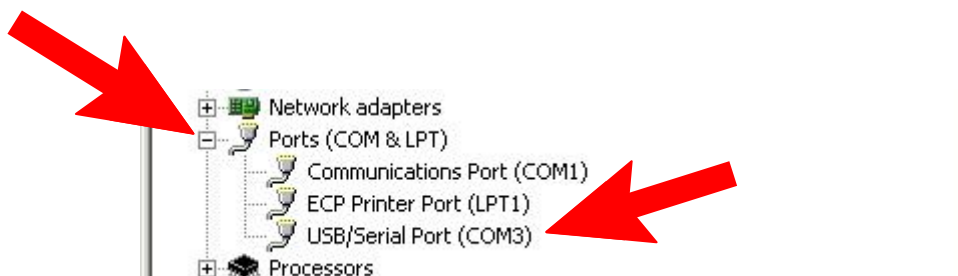 Network adapters
Ports (COM & LPT)
Communications Port (COM1)
ECP Printer Port (LPT1)
USB/Serial Port (COM3)
Processors